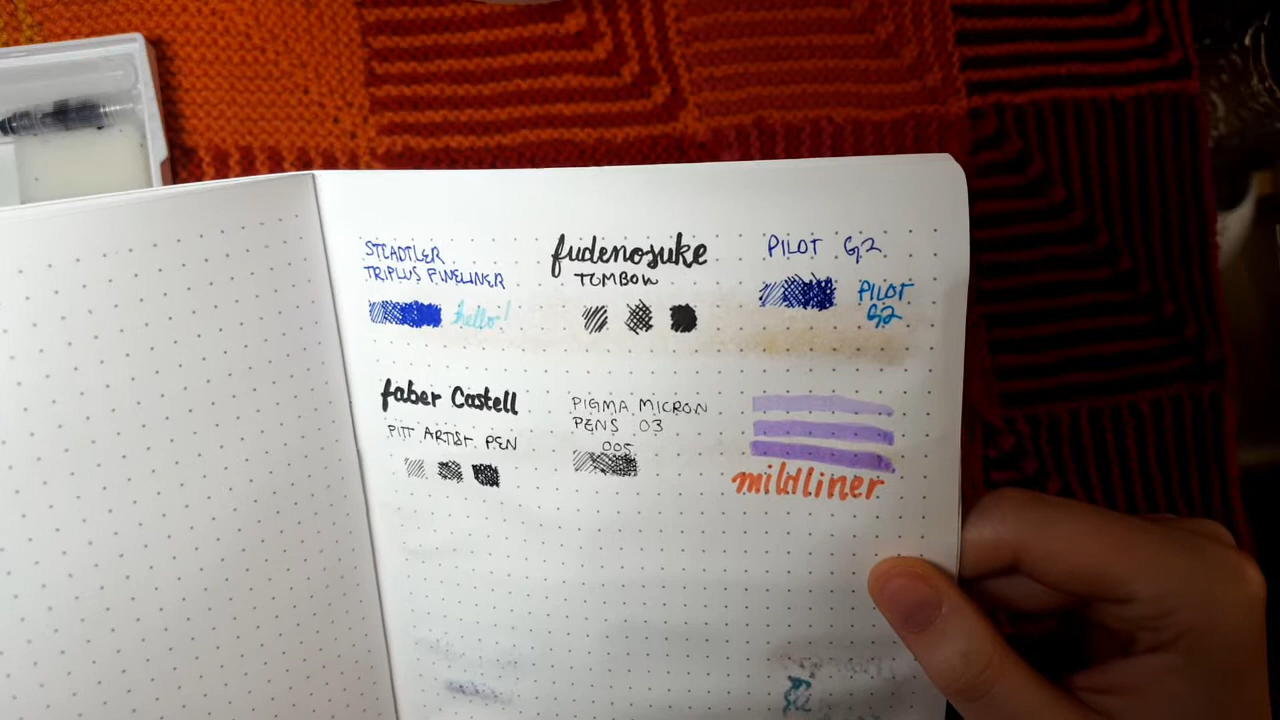 STEADTLER
TRIPLUS FINELINER
hello!
fudenosuke
TOMBOW
PILOT G2
PILOT
G2
faber Castell
PITT ARTIST PEN
PIGMA MICRON
PENS 03
005
mildliner